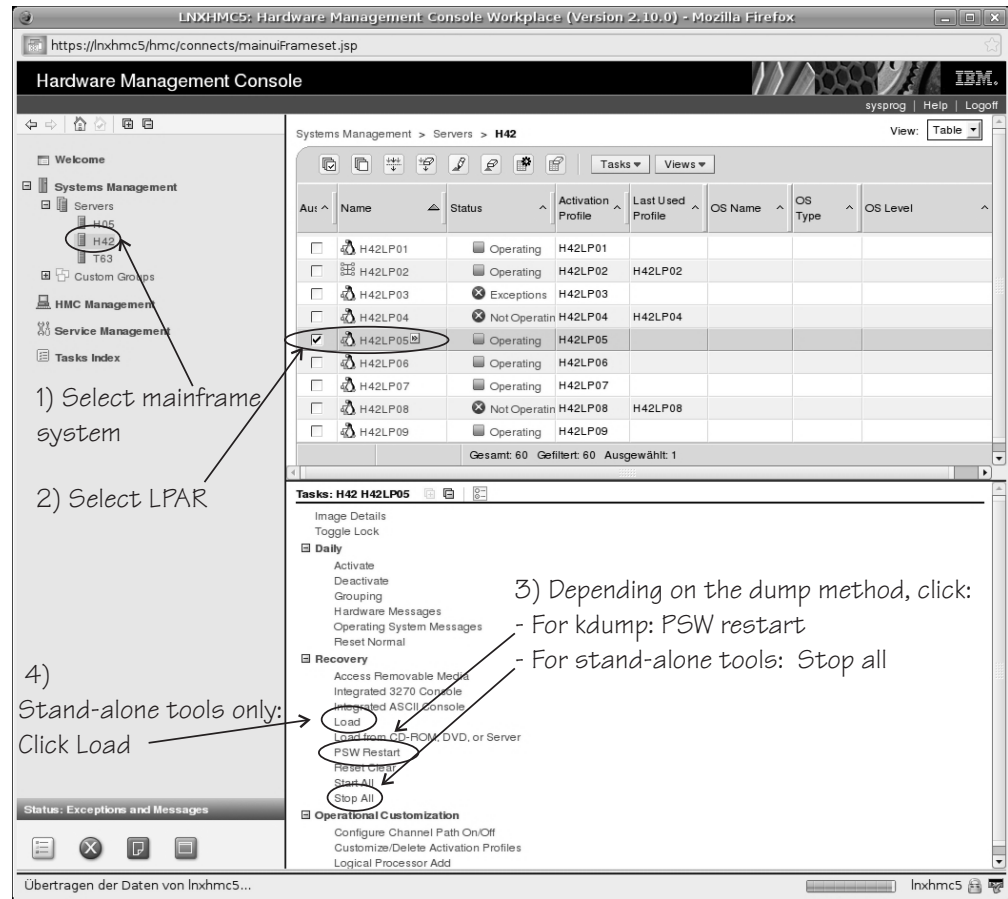 LNXHMC5: Hardware Management Console Workplace (Version 2.10.0) - Mozilla Firefox
https://lnxhmc5/hmc/connects/mainuiFrameset.jsp
Hardware Management Console
IBM.
sysprog | Help | Logoff
Systems Management > Servers > H42
View: Table
Welcome
Systems Management
Servers
H05
H42
T63
Custom Groups
HMC Management
Service Management
Tasks Index
Tasks Views
Aus Name Status Activation Profile Last Used Profile OS Name OS Type OS Level
H42LP01 Operating H42LP01
H42LP02 Operating H42LP02 H42LP02
H42LP03 Exceptions H42LP03
H42LP04 Not Operatin H42LP04 H42LP04
H42LP05 Operating H42LP05
H42LP06 Operating H42LP06
H42LP07 Operating H42LP07
H42LP08 Not Operatin H42LP08 H42LP08
H42LP09 Operating H42LP09
Gesamt: 60 Gefiltert: 60 Ausgewählt: 1
1) Select mainframe
system
2) Select LPAR
Tasks: H42 H42LP05
Image Details
Toggle Lock
Daily
Activate
Deactivate
Grouping
Hardware Messages
Operating System Messages
Reset Normal
Recovery
Access Removable Media
Integrated 3270 Console
Integrated ASCII Console
Load
Load from CD-ROM, DVD, or Server
PSW Restart
Reset Clear
Start All
Stop All
Operational Customization
Configure Channel Path On/Off
Customize/Delete Activation Profiles
Logical Processor Add
3) Depending on the dump method, click:
- For kdump: PSW restart
- For stand-alone tools: Stop all
4)
Stand-alone tools only:
Click Load
Status: Exceptions and Messages
Übertragen der Daten von lnxhmc5...
lnxhmc5